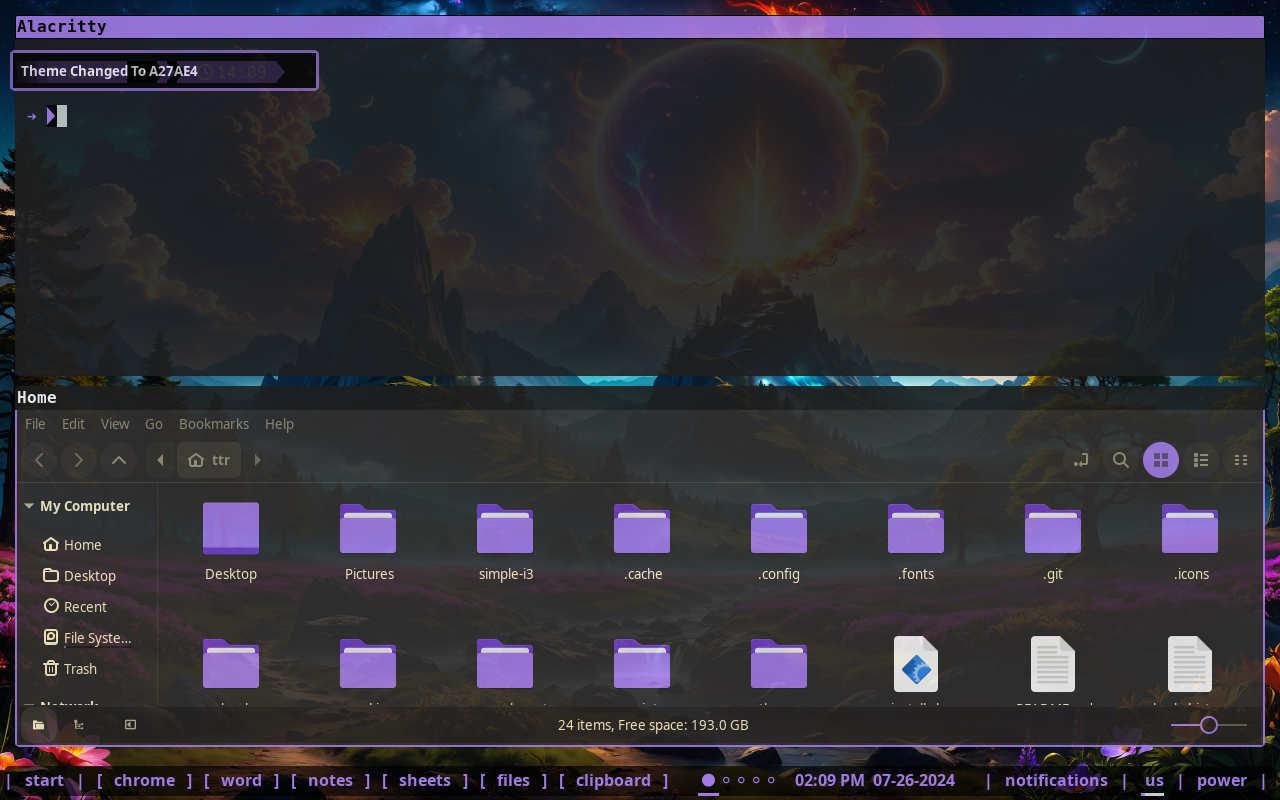 Alacritty
Theme Changed To A27AE4
14:09
Home
File Edit View Go Bookmarks Help
ttr
My Computer
Home
Desktop
Recent
File Syste...
Trash
Desktop Pictures simple-i3 .cache .config .fonts .git .icons
24 items, Free space: 193.0 GB
| start | [ chrome ] [ word ] [ notes ] [ sheets ] [ files ] [ clipboard ] 02:09 PM 07-26-2024 | notifications | us | power |